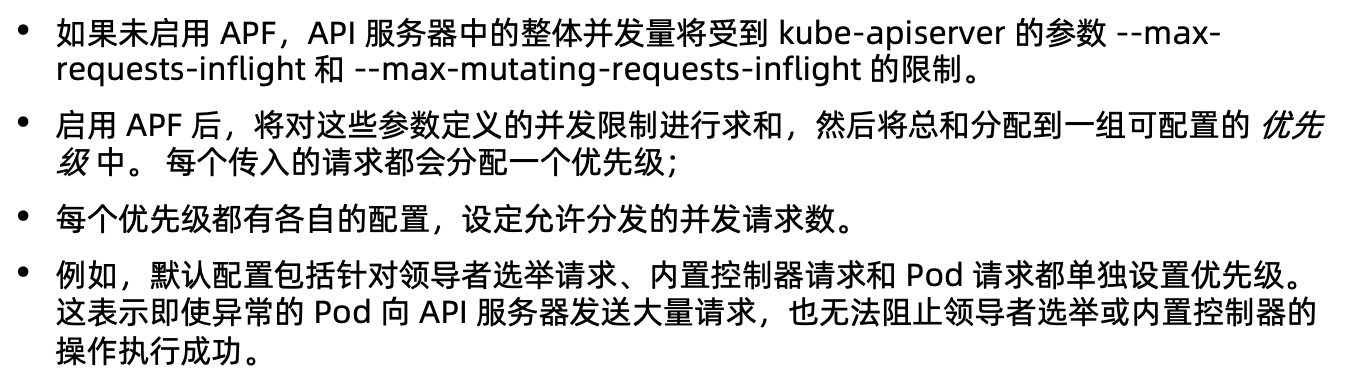 • 如果未启用 APF，API 服务器中的整体并发量将受到 kube-apiserver 的参数 --max-
requests-inflight 和 --max-mutating-requests-inflight 的限制。
• 启用 APF 后，将对这些参数定义的并发限制进行求和，然后将总和分配到一组可配置的 优先
级 中。 每个传入的请求都会分配一个优先级；
• 每个优先级都有各自的配置，设定允许分发的并发请求数。
• 例如，默认配置包括针对领导者选举请求、内置控制器请求和 Pod 请求都单独设置优先级。
这表示即使异常的 Pod 向 API 服务器发送大量请求，也无法阻止领导者选举或内置控制器的
操作执行成功。